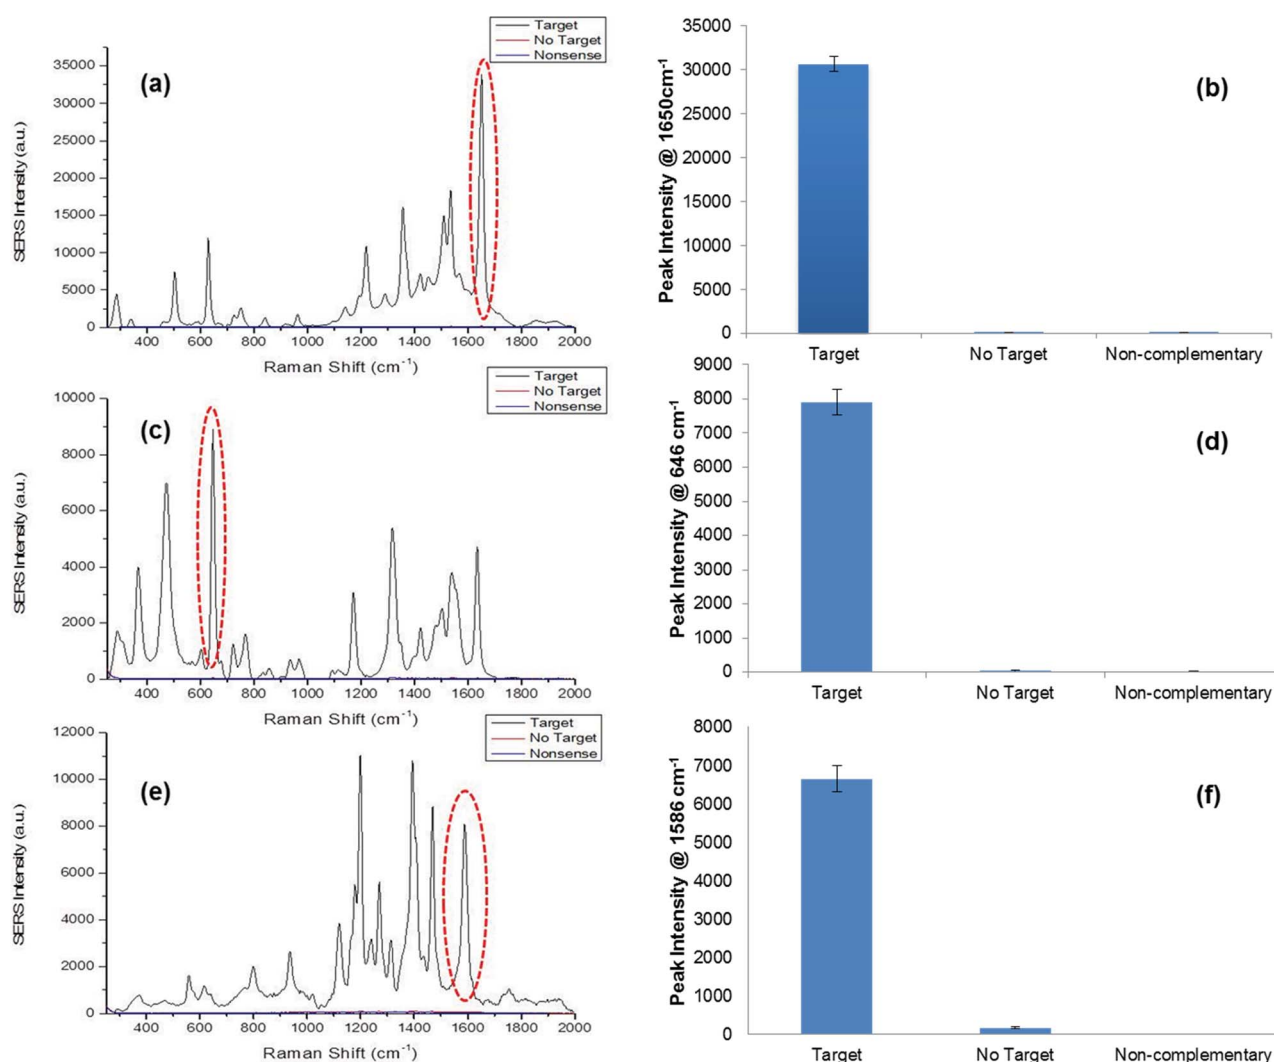 Target
No Target
Nonsense
(a)
SERS Intensity (a.u.)
35000
30000
25000
20000
15000
10000
5000
0
400 600 800 1000 1200 1400 1600 1800 2000
Raman Shift (cm⁻¹)
(b)
Peak Intensity @ 1650cm⁻¹
35000
30000
25000
20000
15000
10000
5000
0
Target No Target Non-complementary
Target
No Target
Nonsense
(c)
SERS Intensity (a.u.)
10000
8000
6000
4000
2000
0
400 600 800 1000 1200 1400 1600 1800 2000
Raman Shift (cm⁻¹)
(d)
Peak Intensity @ 646 cm⁻¹
9000
8000
7000
6000
5000
4000
3000
2000
1000
0
Target No Target Non-complementary
Target
No Target
Nonsense
(e)
SERS Intensity (a.u.)
12000
10000
8000
6000
4000
2000
0
400 600 800 1000 1200 1400 1600 1800 2000
Raman Shift (cm⁻¹)
(f)
Peak Intensity @ 1586 cm⁻¹
8000
7000
6000
5000
4000
3000
2000
1000
0
Target No Target Non-complementary